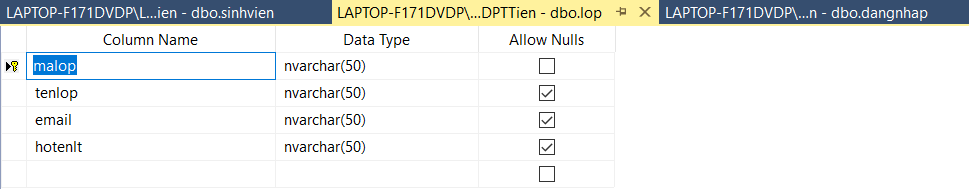 LAPTOP-F171DVDP\L...ien - dbo.sinhvien LAPTOP-F171DVDP\...DPTTien - dbo.lop LAPTOP-F171DVDP\...n - dbo.dangnhap
Column Name Data Type Allow Nulls
malop nvarchar(50)
tenlop nvarchar(50)
email nvarchar(50)
hotenlt nvarchar(50)